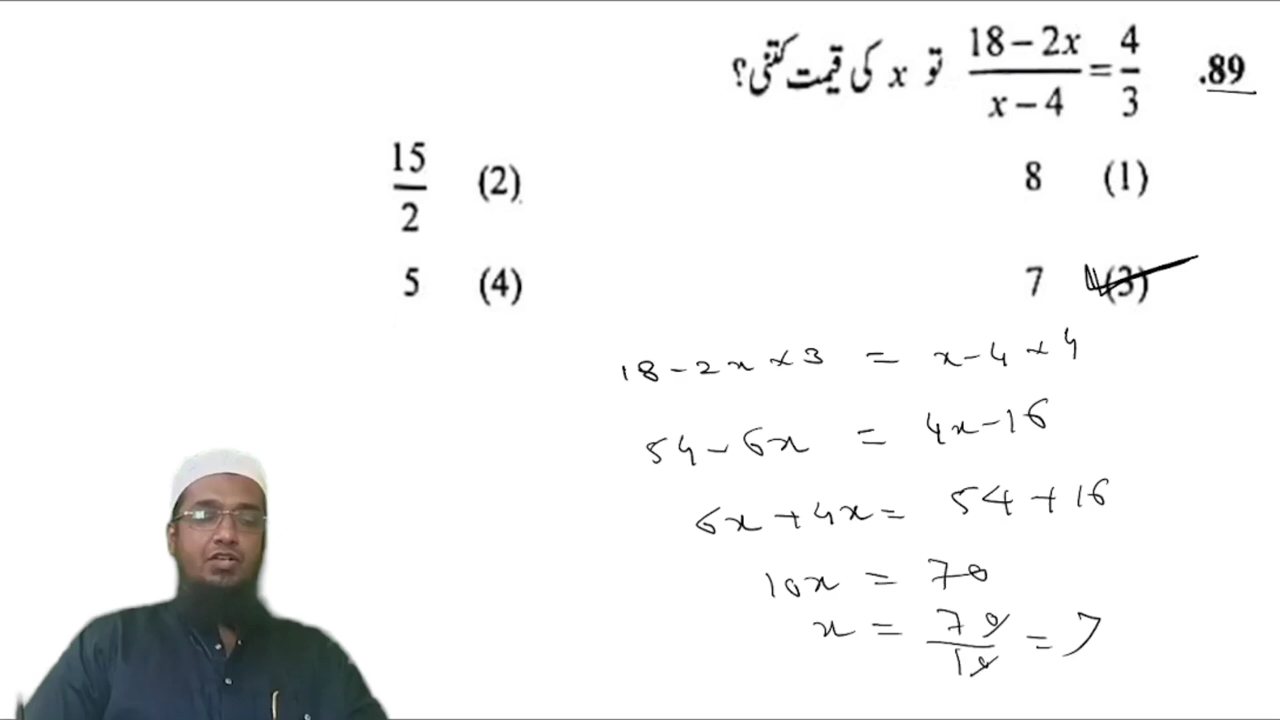 .89 (18 − 2x)/(x − 4) = 4/3 تو x کی قیمت کتنی؟
(1) 8 (2) 15/2
(3) 7 (4) 5
18 - 2x × 3 = x - 4 × 4
54 - 6x = 4x - 16
6x + 4x = 54 + 16
10x = 70
x = 70/10 = 7